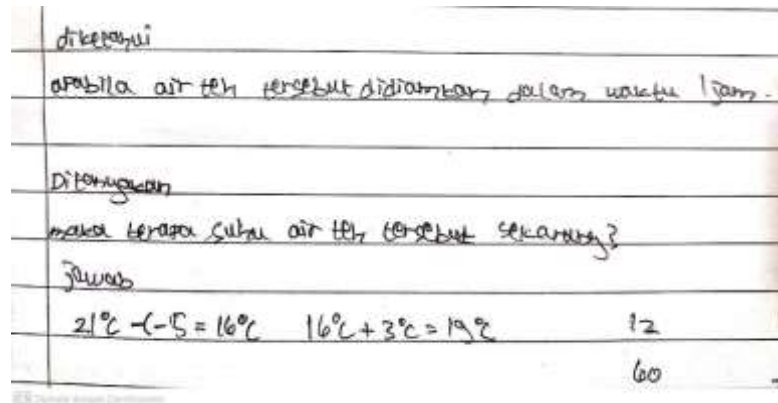 diketahui
apabila air teh tersebut didiamkan dalam waktu 1 jam.
Ditanyakan
maka berapa suhu air teh tersebut sekarang?
jawab
21°C -(-5 = 16°C 16°C + 3°C = 19°C 12
60